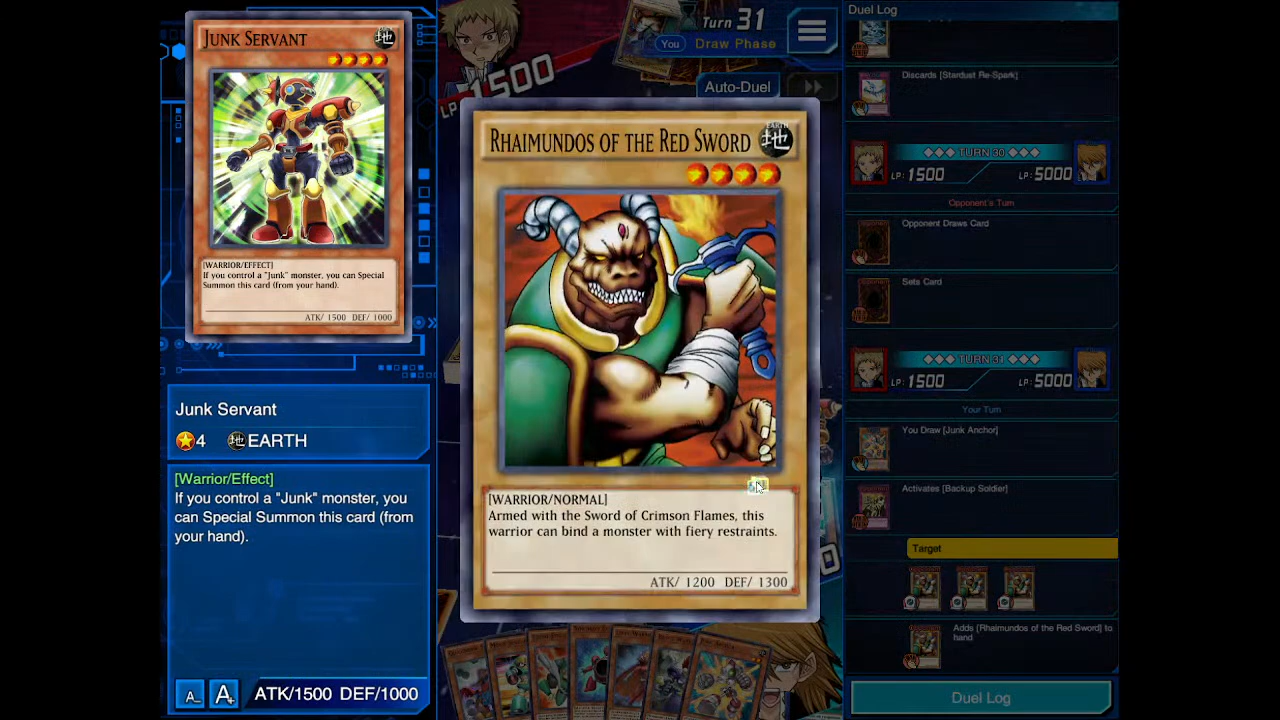 JUNK SERVANT
地
[WARRIOR/EFFECT]
If you control a "Junk" monster, you can Special
Summon this card (from your hand).
ATK/ 1500 DEF/ 1000
Junk Servant
4 地 EARTH
[Warrior/Effect]
If you control a "Junk" monster, you
can Special Summon this card (from
your hand).
A- A+ ATK/1500 DEF/1000
LP 1500
Turn 31
You Draw Phase
Auto-Duel
RHAIMUNDOS OF THE RED SWORD
EARTH
地
[WARRIOR/NORMAL]
Armed with the Sword of Crimson Flames, this
warrior can bind a monster with fiery restraints.
ATK/ 1200 DEF/ 1300
Duel Log
Discards [Stardust Re-Spark]
TURN 30
LP: 1500 LP: 5000
Opponent's Turn
Opponent Draws Card
Sets Card
TURN 31
LP: 1500 LP: 5000
Your Turn
You Draw [Junk Anchor]
Activates [Backup Soldier]
Target
Adds [Rhaimundos of the Red Sword] to
hand
Duel Log